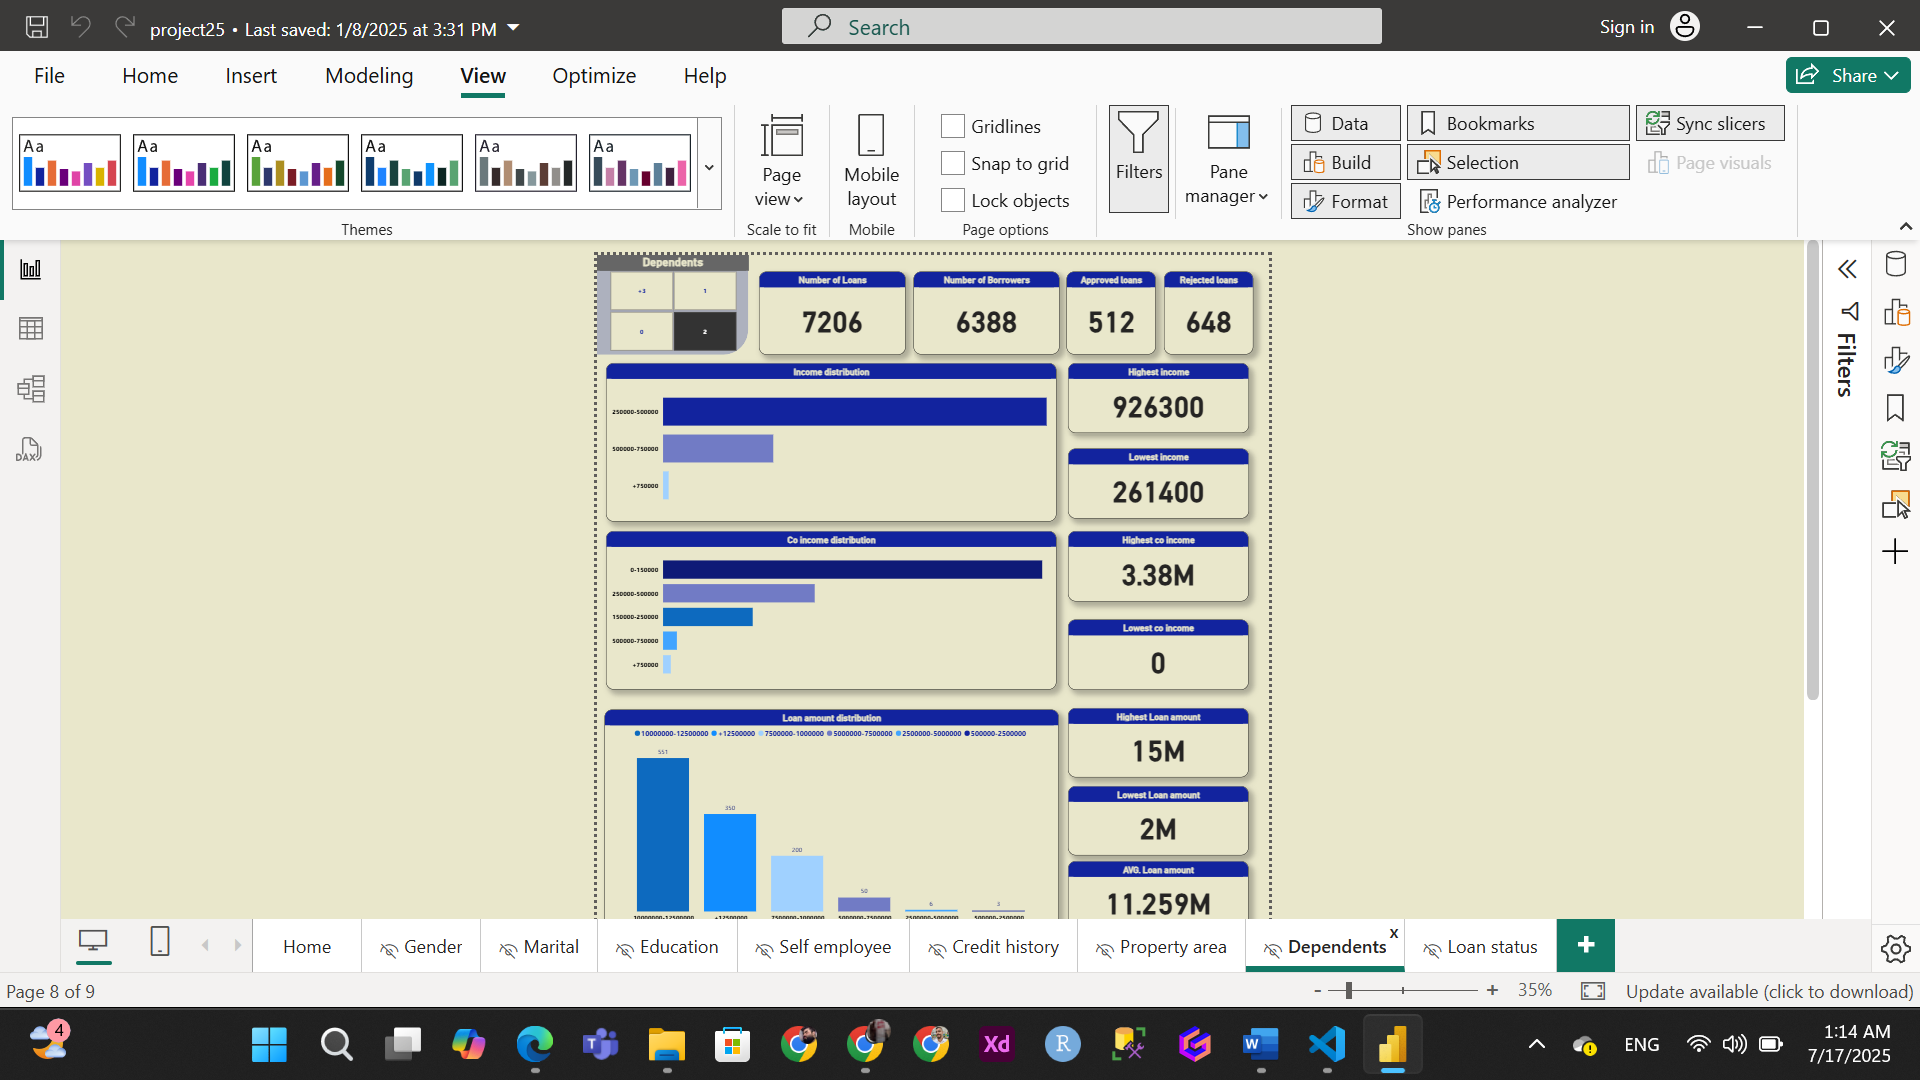 project25 • Last saved: 1/8/2025 at 3:31 PM
Search
Sign in
File Home Insert Modeling View Optimize Help
Share
Aa Aa Aa Aa Aa Aa
Themes
Page view
Scale to fit
Mobile layout
Mobile
Gridlines
Snap to grid
Lock objects
Page options
Filters
Pane manager
Data
Bookmarks
Sync slicers
Build
Selection
Page visuals
Format
Performance analyzer
Show panes
DAX
Dependents
+3 1
0 2
Number of Loans
7206
Number of Borrowers
6388
Approved loans
512
Rejected loans
648
Income distribution
250000-500000
500000-750000
+750000
Highest income
926300
Lowest income
261400
Co income distribution
0-150000
250000-500000
150000-250000
500000-750000
+750000
Highest co income
3.38M
Lowest co income
0
Loan amount distribution
10000000-12500000 +12500000 7500000-1000000 5000000-7500000 2500000-5000000 500000-2500000
551
350
200
50
6
3
10000000-12500000 +12500000 7500000-1000000 5000000-7500000 2500000-5000000 500000-2500000
Highest Loan amount
15M
Lowest Loan amount
2M
AVG. Loan amount
11.259M
Filters
Home Gender Marital Education Self employee Credit history Property area Dependents x Loan status +
Page 8 of 9
- + 35%
Update available (click to download)
4
T
Xd
R
W
ENG
1:14 AM
7/17/2025